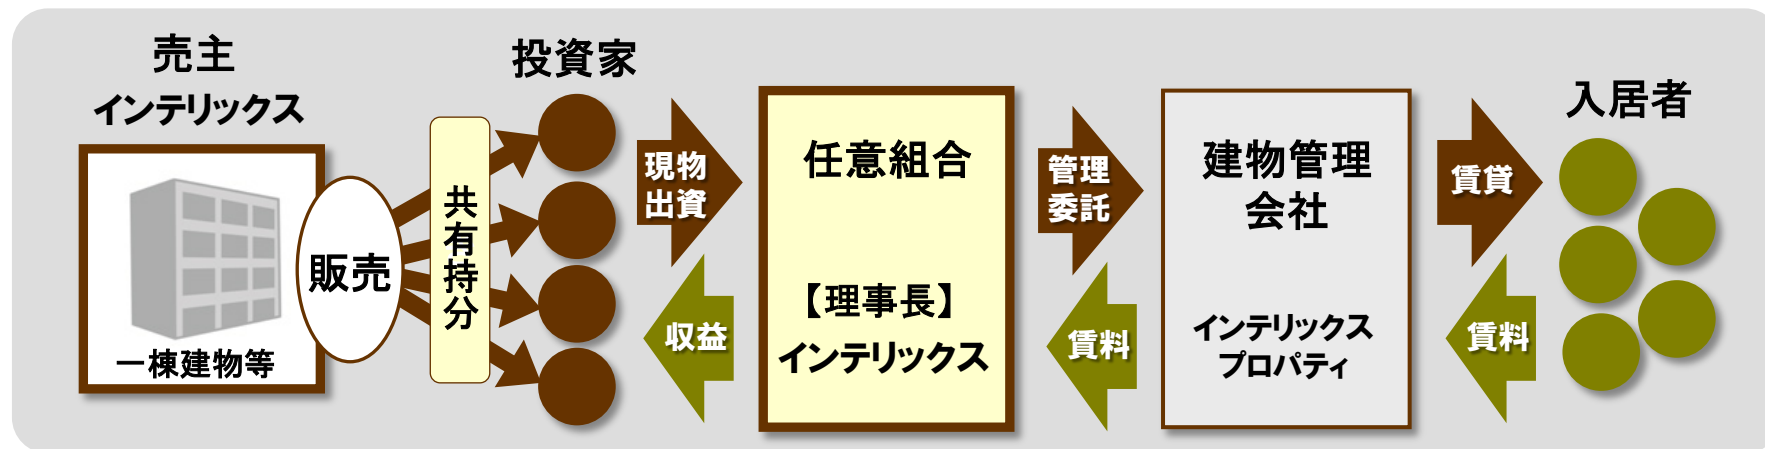 売主
インテリックス
一棟建物等
販売
共有持分
投資家
現物
出資
収益
任意組合
【理事長】
インテリックス
管理
委託
賃料
建物管理
会社
インテリックス
プロパティ
賃貸
賃料
入居者